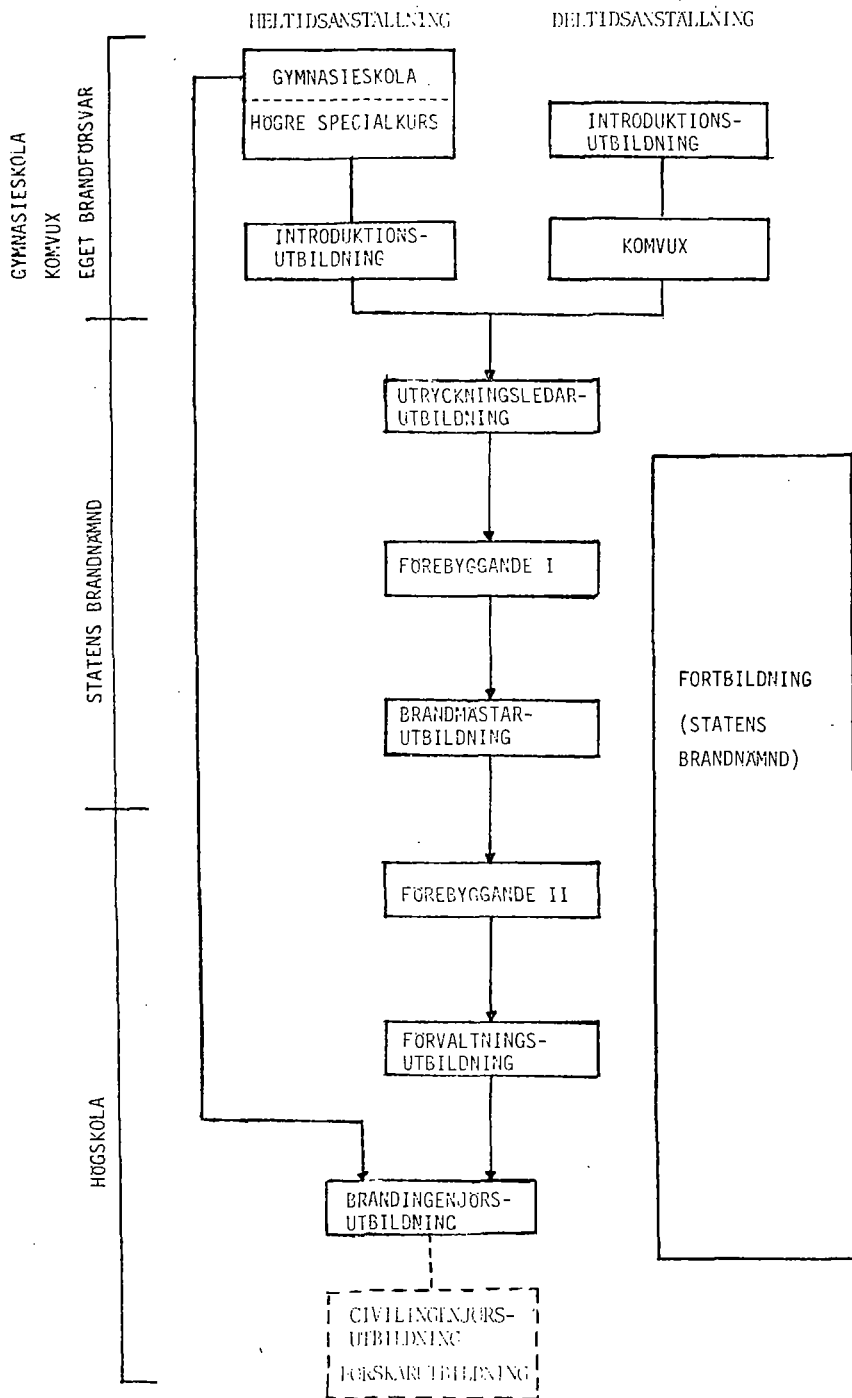 HELTIDSANSTÄLLNING
DELTIDSANSTÄLLNING
GYMNASIESKOLA
KOMVUX
EGET BRANDFÖRSVAR
GYMNASIESKOLA
HÖGRE SPECIALKURS
INTRODUKTIONS-
UTBILDNING
INTRODUKTIONS-
UTBILDNING
KOMVUX
STATENS BRANDNÄMND
UTRYCKNINGSLEDAR-
UTBILDNING
FÖREBYGGANDE I
BRANDMÄSTAR-
UTBILDNING
FORTBILDNING
(STATENS
BRANDNÄMND)
HÖGSKOLA
FÖREBYGGANDE II
FÖRVALTNINGS-
UTBILDNING
BRANDINGENJÖRS-
UTBILDNING
CIVILINGENJÖRS-
UTBILDNING
FORSKARUTBILDNING